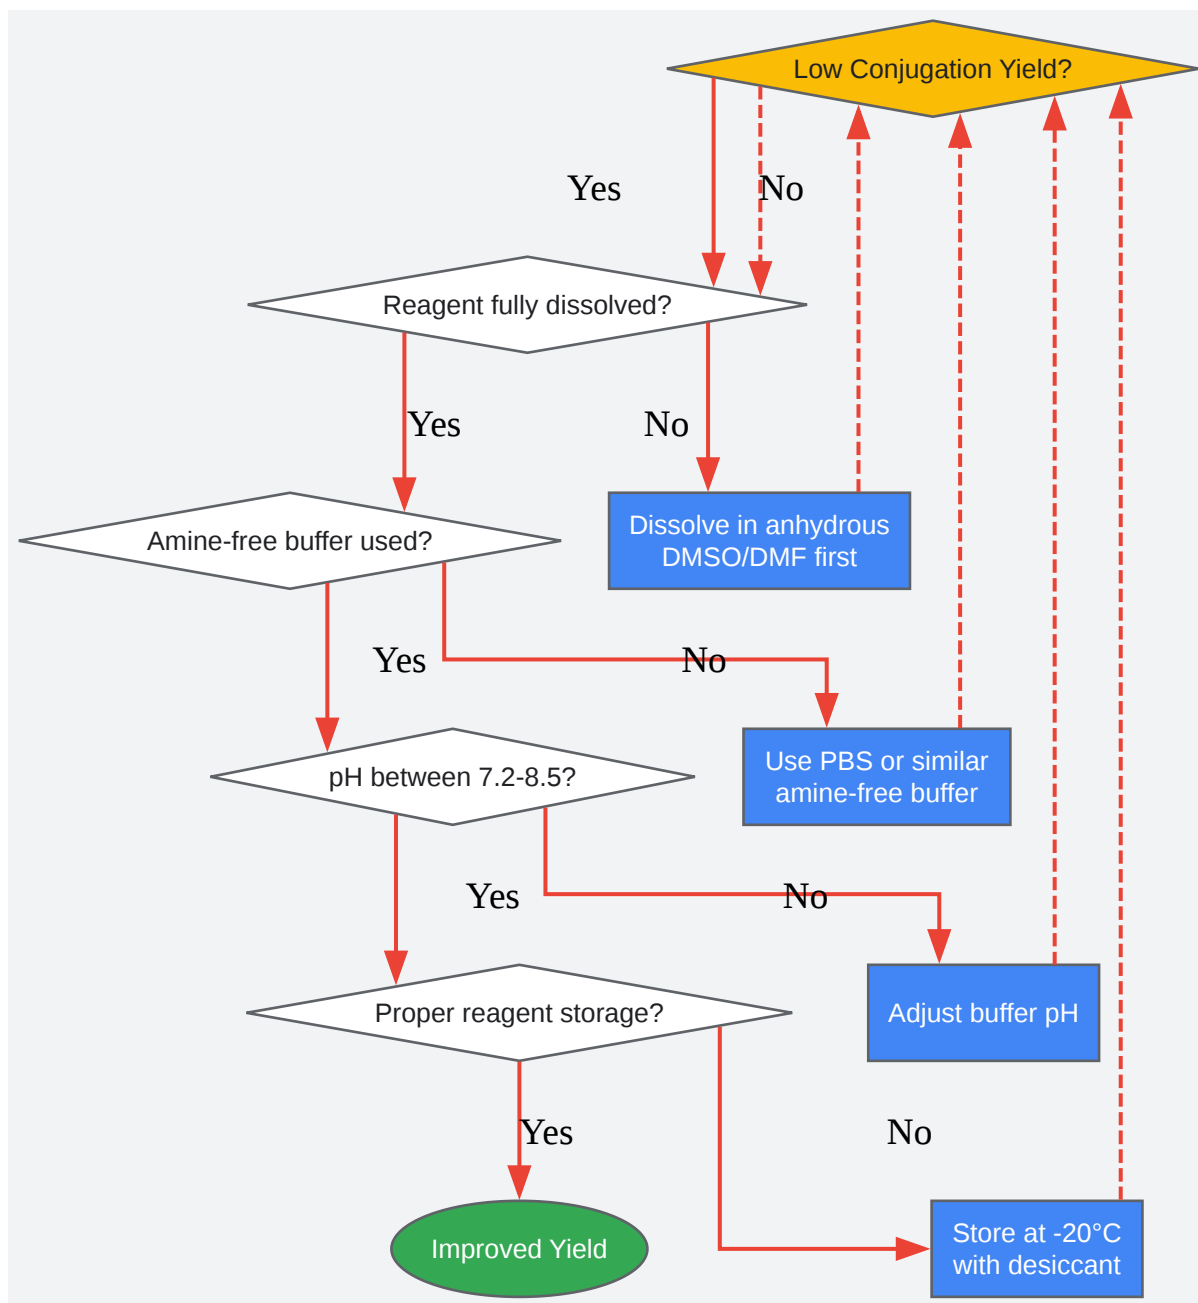 Low Conjugation Yield?
Yes
No
Reagent fully dissolved?
Yes
No
Amine-free buffer used?
Dissolve in anhydrous
DMSO/DMF first
Yes
No
pH between 7.2-8.5?
Use PBS or similar
amine-free buffer
Yes
No
Proper reagent storage?
Adjust buffer pH
Yes
No
Improved Yield
Store at -20°C
with desiccant